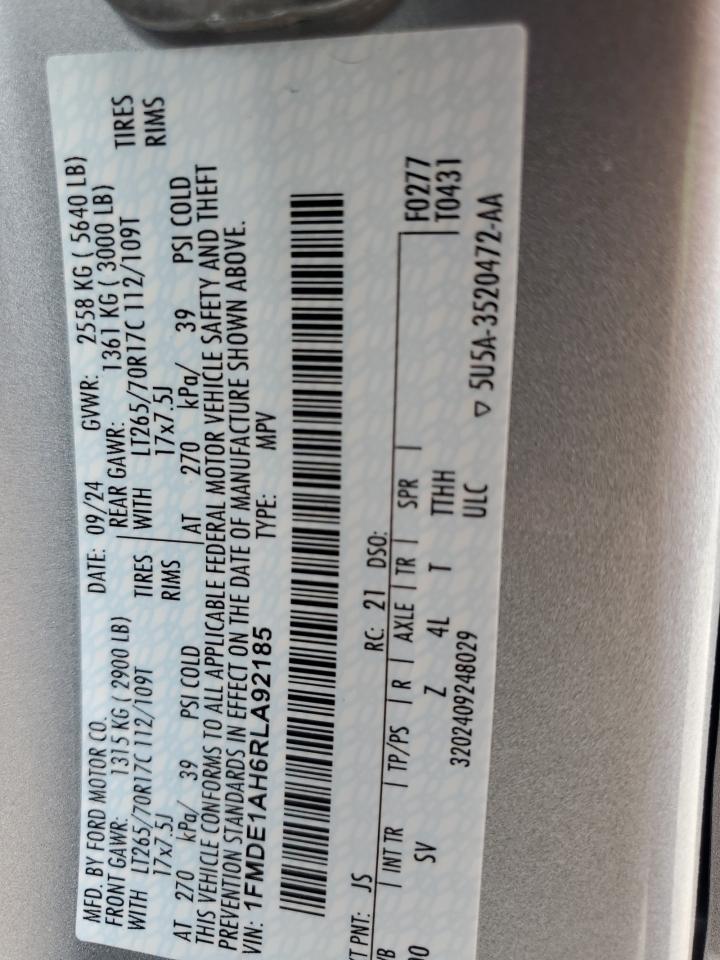 MFD. BY FORD MOTOR CO. DATE: 09/24 GVWR: 2558 KG ( 5640 LB)
FRONT GAWR: 1315 KG ( 2900 LB) REAR GAWR: 1361 KG ( 3000 LB)
WITH LT265/70R17C 112/109T TIRES WITH LT265/70R17C 112/109T TIRES
17x7.5J RIMS 17x7.5J RIMS
AT 270 kPa/ 39 PSI COLD AT 270 kPa/ 39 PSI COLD
THIS VEHICLE CONFORMS TO ALL APPLICABLE FEDERAL MOTOR VEHICLE SAFETY AND THEFT
PREVENTION STANDARDS IN EFFECT ON THE DATE OF MANUFACTURE SHOWN ABOVE.
VIN: 1FMDE1AH6RLA92185 TYPE: MPV
PNT: JS RC: 21 DSO: F0277
INT TR TP/PS R AXLE TR SPR T0431
SV Z 4L T TTHH
3202409248029 ULC ▽ 5U5A-3520472-AA